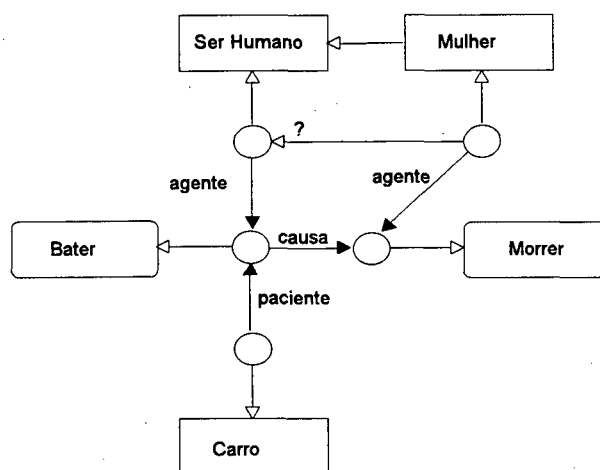 Ser Humano
Mulher
?
agente
agente
Bater
causa
Morrer
paciente
Carro